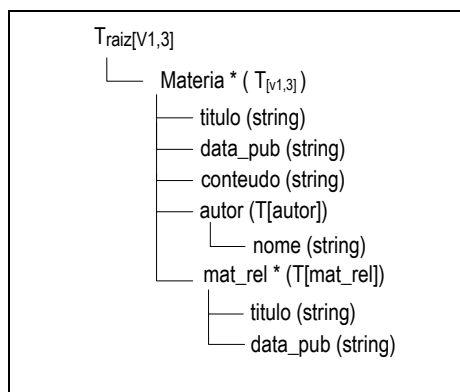 Traiz[V1,3]
Materia * ( T[v1,3] )
titulo (string)
data_pub (string)
conteudo (string)
autor (T[autor])
nome (string)
mat_rel * (T[mat_rel])
titulo (string)
data_pub (string)